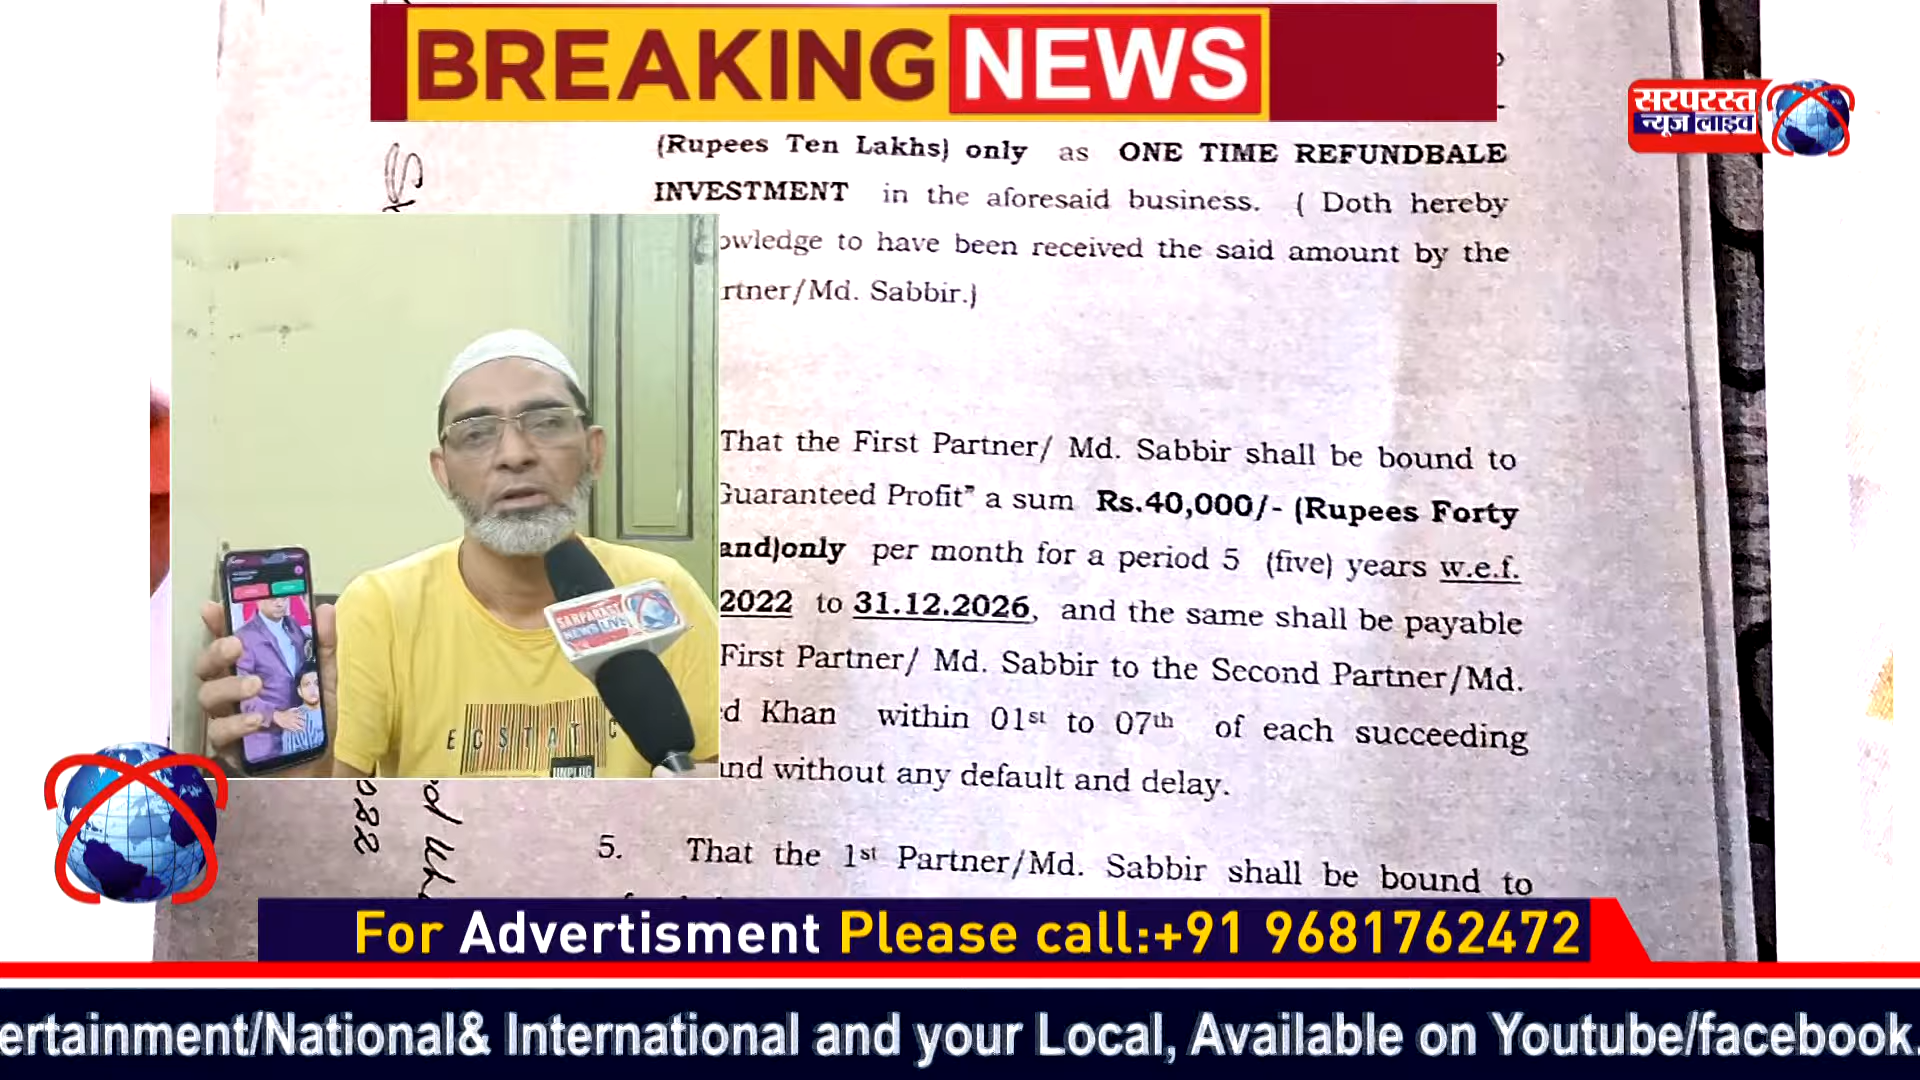 BREAKING NEWS
सरपरस्त
न्यूज लाइव
(Rupees Ten Lakhs) only as ONE TIME REFUNDBALE
INVESTMENT in the aforesaid business. ( Doth hereby
owledge to have been received the said amount by the
rtner/Md. Sabbir.)
That the First Partner/ Md. Sabbir shall be bound to
Guaranteed Profit” a sum Rs.40,000/- (Rupees Forty
and)only per month for a period 5 (five) years w.e.f.
2022 to 31.12.2026, and the same shall be payable
First Partner/ Md. Sabbir to the Second Partner/Md.
d Khan within 01st to 07th of each succeeding
and without any default and delay.
5. That the 1st Partner/Md. Sabbir shall be bound to
SARPARAST
NEWS LIVE
ECSTATIC
For Advertisment Please call:+91 9681762472
ertainment/National& International and your Local, Available on Youtube/facebook.